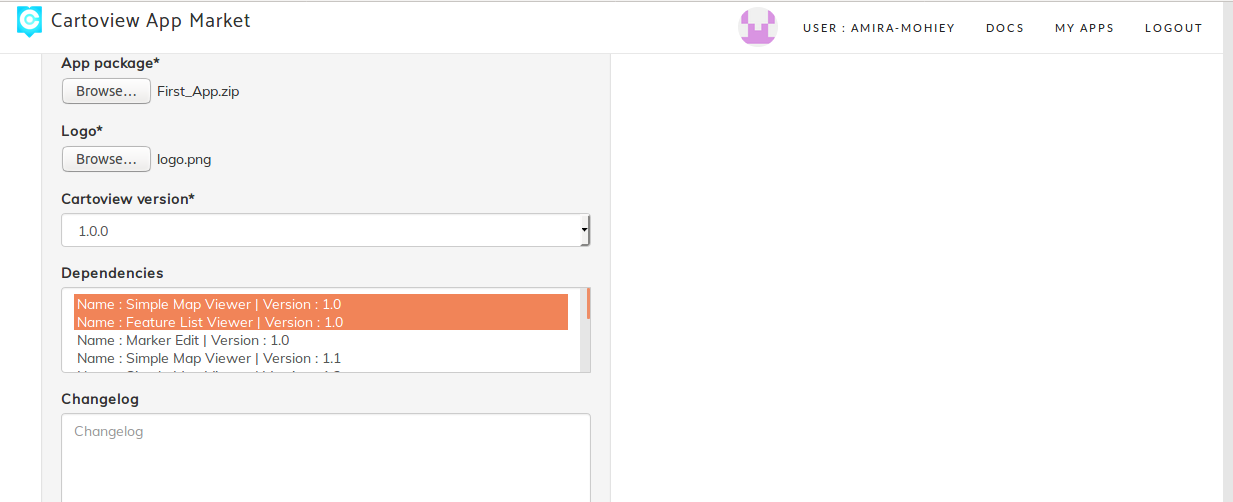 Cartoview App Market
USER : AMIRA-MOHIEY DOCS MY APPS LOGOUT
App package*
Browse... First_App.zip
Logo*
Browse... logo.png
Cartoview version*
1.0.0
Dependencies
Name : Simple Map Viewer | Version : 1.0
Name : Feature List Viewer | Version : 1.0
Name : Marker Edit | Version : 1.0
Name : Simple Map Viewer | Version : 1.1
Changelog
Changelog